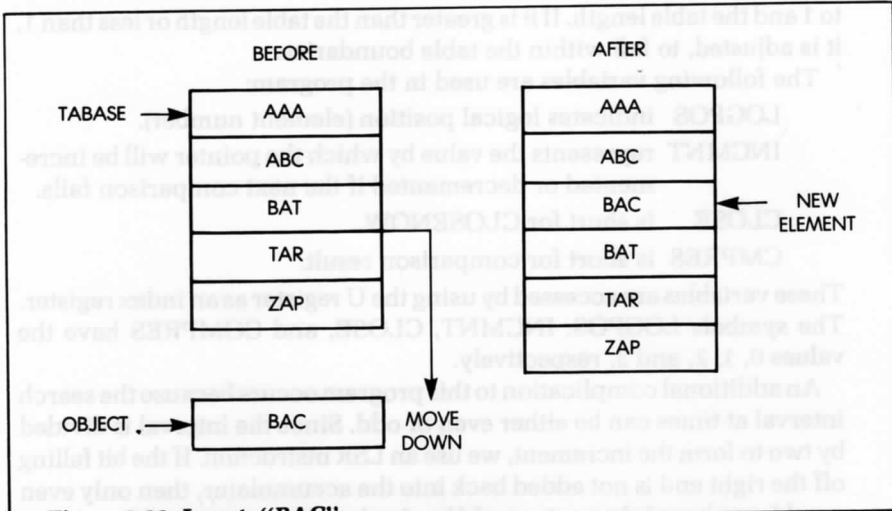 BEFORE
AFTER
TABASE
AAA
ABC
BAT
TAR
ZAP
OBJECT
BAC
MOVE
DOWN
AAA
ABC
BAC
BAT
TAR
ZAP
NEW
ELEMENT
to 1 and the table length. If it is greater than the table length or less than 1,
it is adjusted, to fall within the table boundaries.
The following variables are used in the program:
LOGPOS indicates logical position (element number).
INCMNT represents the value by which the pointer will be incre-
mented or decremented if the next comparison fails.
CLOSE is short for CLOSENOW.
CMPRES is short for comparison result.
These variables are accessed by using the U register as an index register.
The symbols LOGPOS, INCMNT, CLOSE, and COMPRES have the
values 0, 1, 2, and 3, respectively.
An additional complication to this program occurs because the search
interval at times can be either even or odd. Since the interval is divided
by two to form the increment, we use an LSR instruction. If the bit falling
off the right end is not added back into the accumulator, then only even
"BAC"